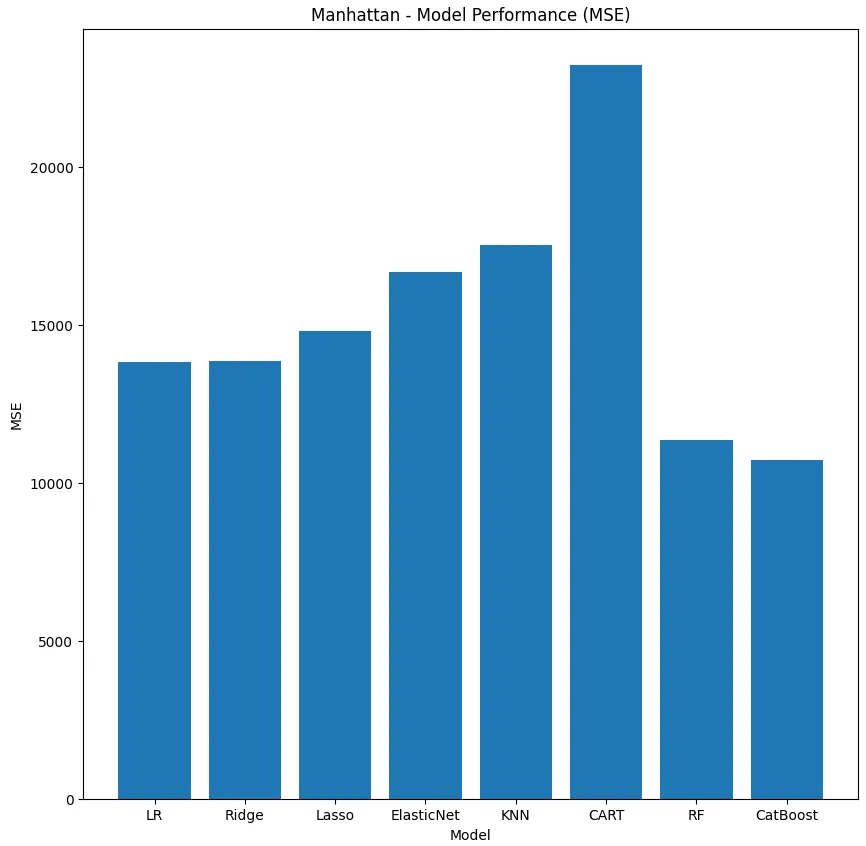 Manhattan - Model Performance (MSE)
20000
15000
10000
5000
0
MSE
LR Ridge Lasso ElasticNet KNN CART RF CatBoost
Model